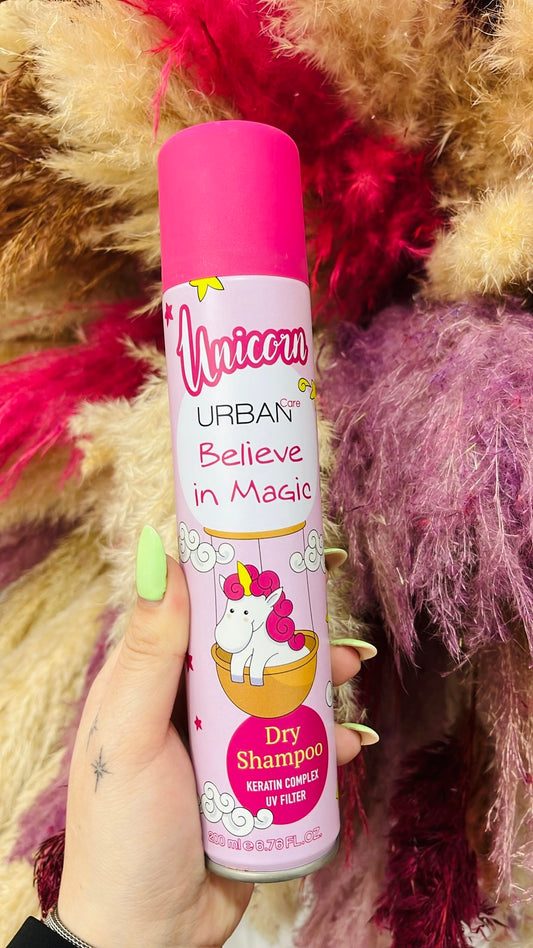 Unicorn
URBAN Care
Believe
in Magic
Dry
Shampoo
KERATIN COMPLEX
UV FILTER
200 ml e 6.76 FL.OZ.